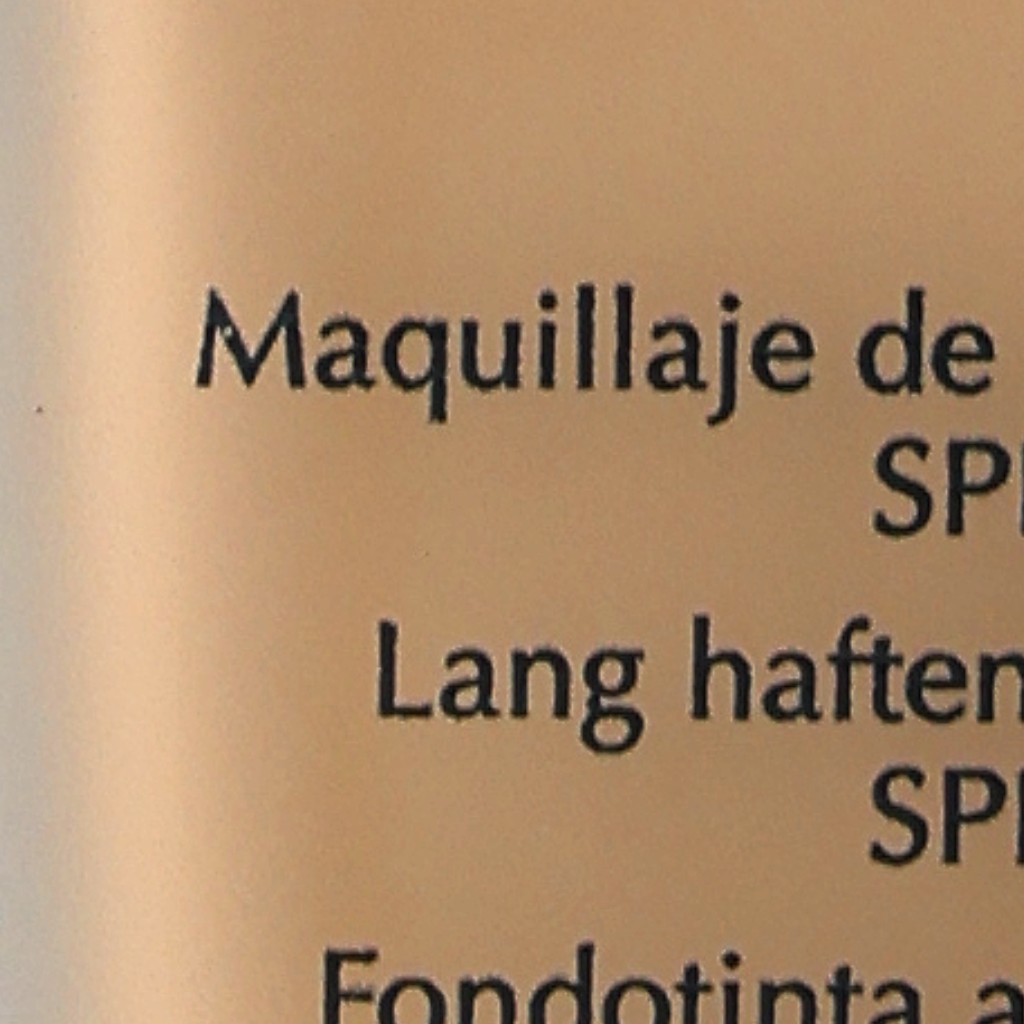 Maquillaje de
SP
Lang haften
SP
Fondotinta a